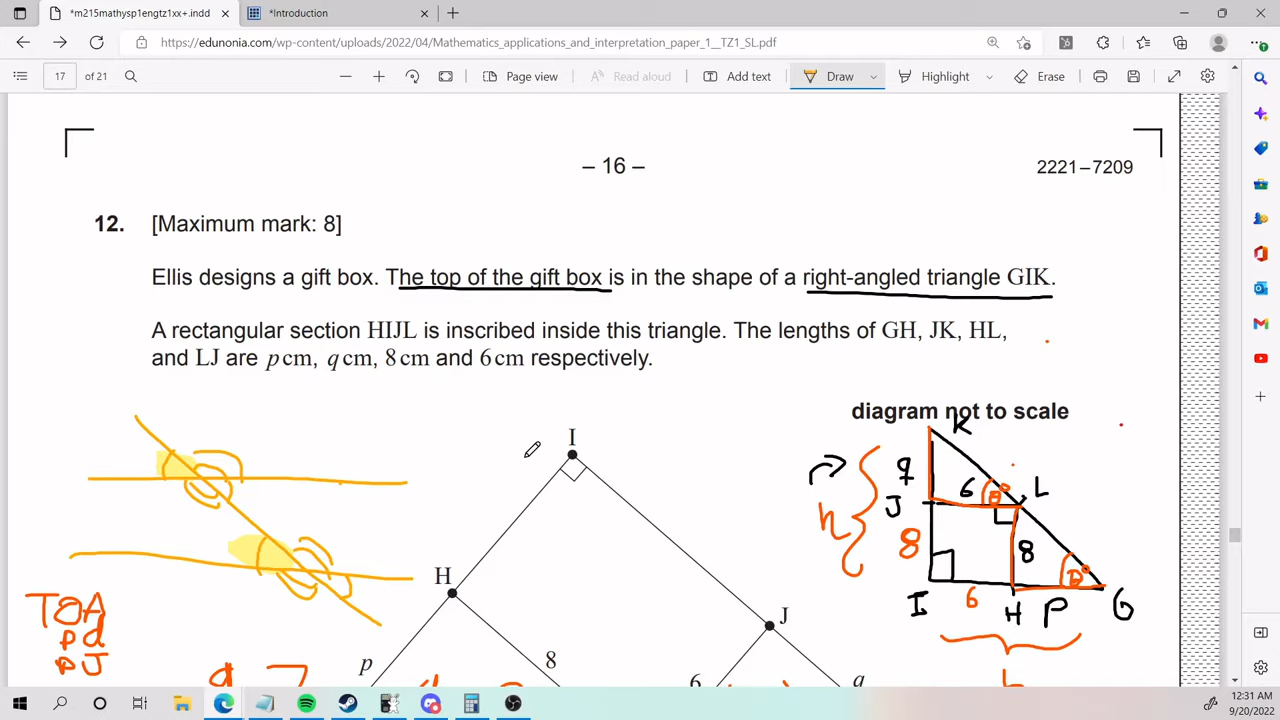 *m215mathysp1engtz1xx+.indd
*Introduction
https://edunonia.com/wp-content/uploads/2022/04/Mathematics_applications_and_interpretation_paper_1__TZ1_SL.pdf
17 of 21
Page view
Read aloud
Add text
Draw
Highlight
Erase
– 16 –
2221–7209
12. [Maximum mark: 8]
Ellis designs a gift box. The top of the gift box is in the shape of a right-angled triangle GIK.
A rectangular section HIJL is inscribed inside this triangle. The lengths of GH, JK, HL,
and LJ are p cm, q cm, 8 cm and 6 cm respectively.
diagram not to scale
K
I
q
6
L
J
h
8
8
H
I
6
H
P
G
TOA
J
p
8
6
q
12:31 AM
9/20/2022